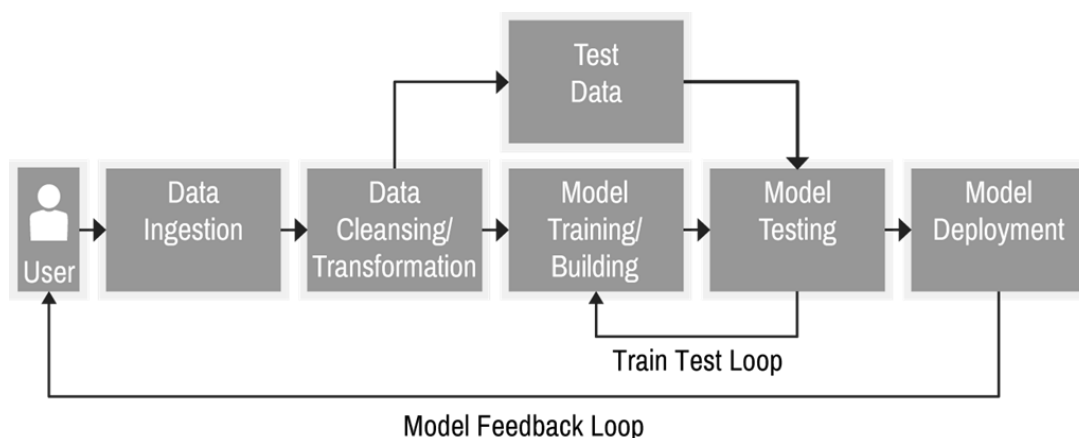 Test
Data
User
Data
Ingestion
Data
Cleansing/
Transformation
Model
Training/
Building
Model
Testing
Model
Deployment
Train Test Loop
Model Feedback Loop